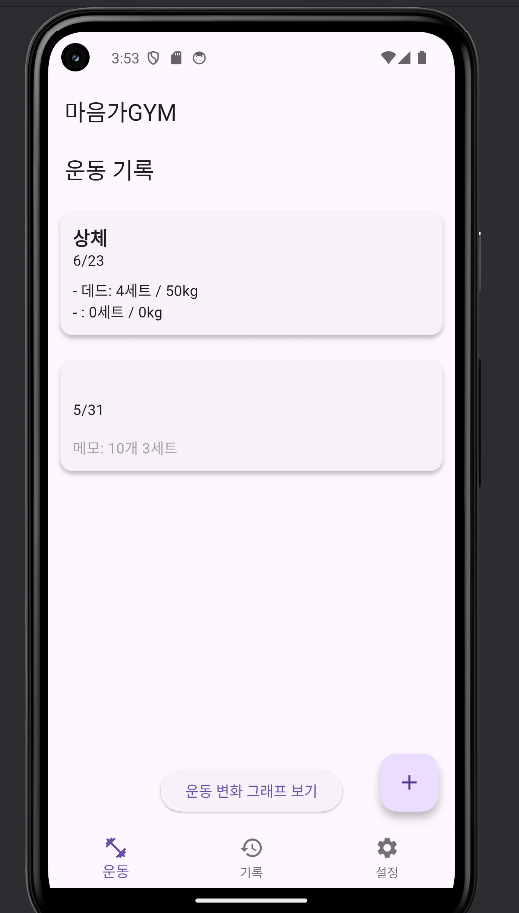 3:53
마음가GYM
운동 기록
상체
6/23
- 데드: 4세트 / 50kg
- : 0세트 / 0kg
5/31
메모: 10개 3세트
운동 변화 그래프 보기
+
운동
기록
설정